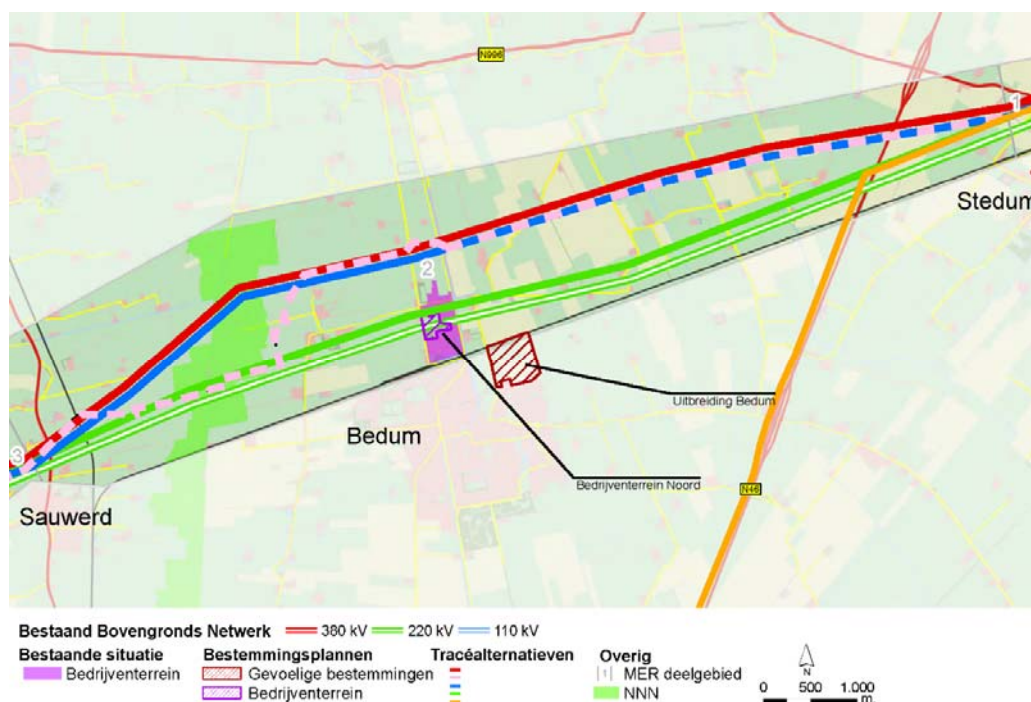 N996
1
Stedum
2
Uitbreiding Bedum
Bedum
3
Bedrijventerrein Noord
N46
Sauwerd
Bestaand Bovengronds Netwerk 380 kV 220 kV 110 kV
Bestaande situatie Bestemmingsplannen Tracéalternatieven Overig
Bedrijventerrein Gevoelige bestemmingen MER deelgebied N
Bedrijventerrein NNN 0 500 1.000
m.